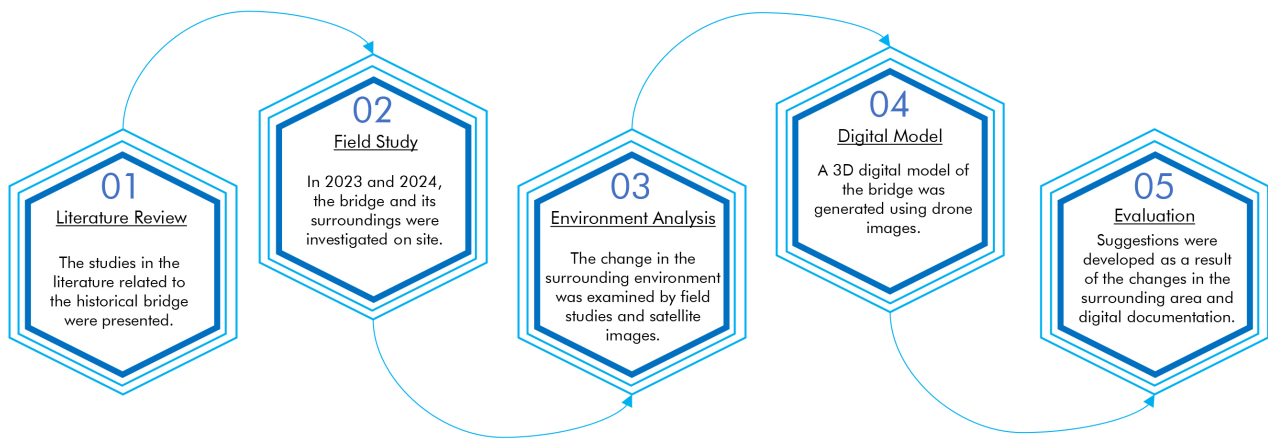 01
Literature Review
The studies in the
literature related to
the historical bridge
were presented.
02
Field Study
In 2023 and 2024,
the bridge and its
surroundings were
investigated on site.
03
Environment Analysis
The change in the
surrounding environment
was examined by field
studies and satellite
images.
04
Digital Model
A 3D digital model of
the bridge was
generated using drone
images.
05
Evaluation
Suggestions were
developed as a result
of the changes in the
surrounding area and
digital documentation.